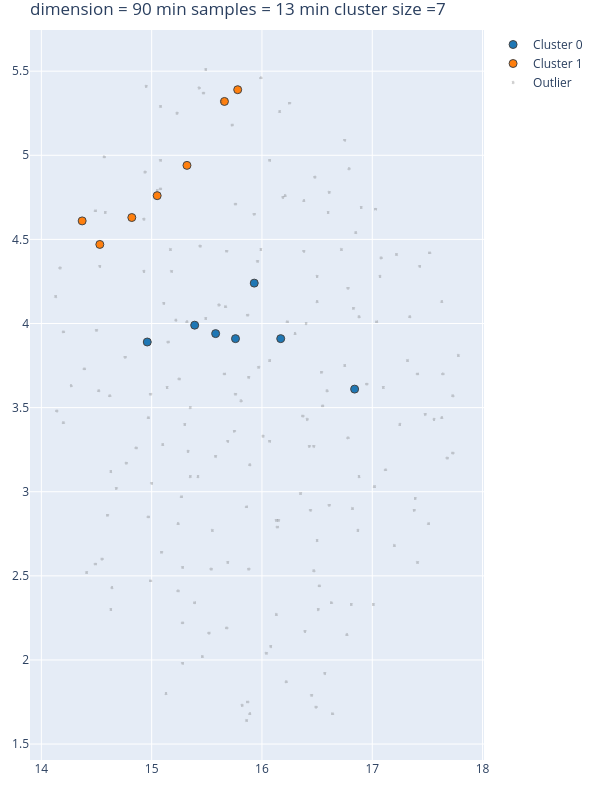 dimension = 90 min samples = 13 min cluster size =7
Cluster 0
Cluster 1
Outlier
5.5
5
4.5
4
3.5
3
2.5
2
1.5
14 15 16 17 18